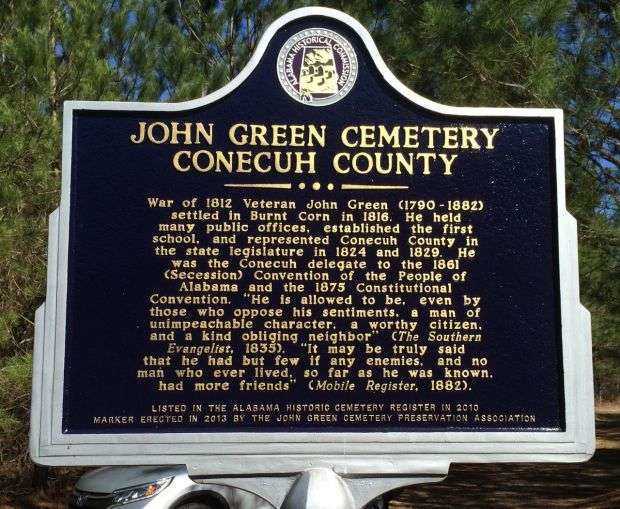 ALABAMA HISTORICAL COMMISSION
JOHN GREEN CEMETERY
CONECUH COUNTY
War of 1812 Veteran John Green (1790-1882)
settled in Burnt Corn in 1816. He held
many public offices, established the first
school, and represented Conecuh County in
the state legislature in 1824 and 1829. He
was the Conecuh delegate to the 1861
(Secession) Convention of the People of
Alabama and the 1875 Constitutional
Convention. "He is allowed to be, even by
those who oppose his sentiments, a man of
unimpeachable character, a worthy citizen,
and a kind obliging neighbor" (The Southern
Evangelist, 1835). "It may be truly said
that he had but few if any enemies, and no
man who ever lived, so far as he was known,
had more friends" (Mobile Register, 1882).
LISTED IN THE ALABAMA HISTORIC CEMETERY REGISTER IN 2010
MARKER ERECTED IN 2013 BY THE JOHN GREEN CEMETERY PRESERVATION ASSOCIATION